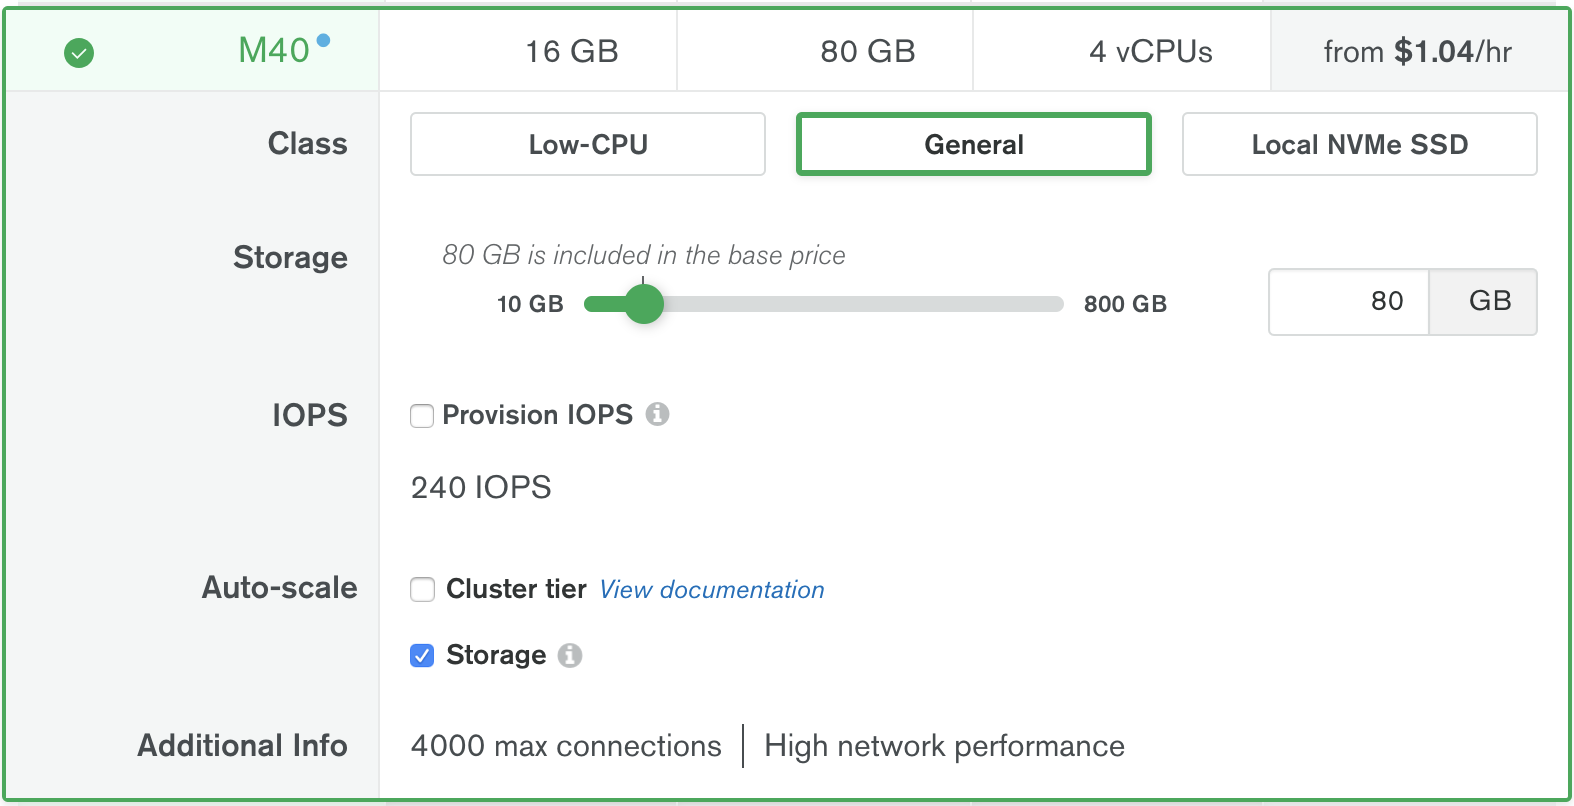 M40 16 GB 80 GB 4 vCPUs from $1.04/hr
Class Low-CPU General Local NVMe SSD
Storage 80 GB is included in the base price
10 GB 800 GB 80 GB
IOPS Provision IOPS
240 IOPS
Auto-scale Cluster tier View documentation
Storage
Additional Info 4000 max connections High network performance